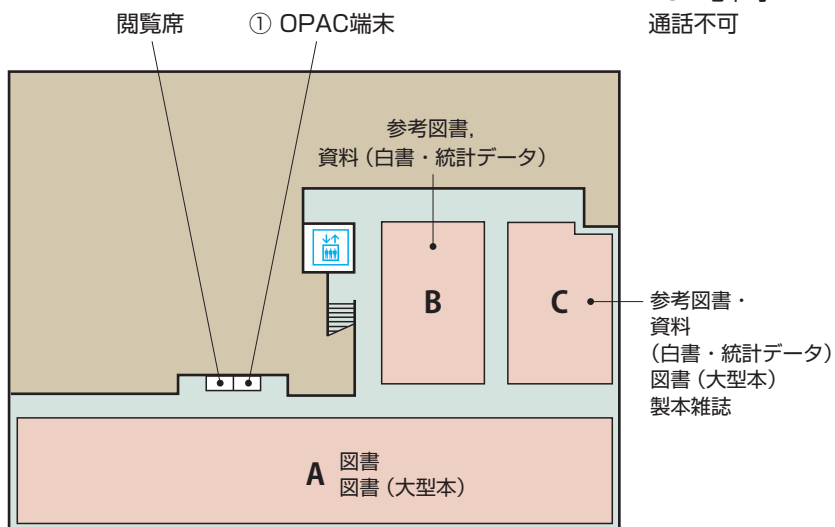 閲覧席
① OPAC端末
通話不可
参考図書,
資料（白書・統計データ）
B
C
参考図書・
資料
（白書・統計データ）
図書（大型本）
製本雑誌
A
図書
図書（大型本）